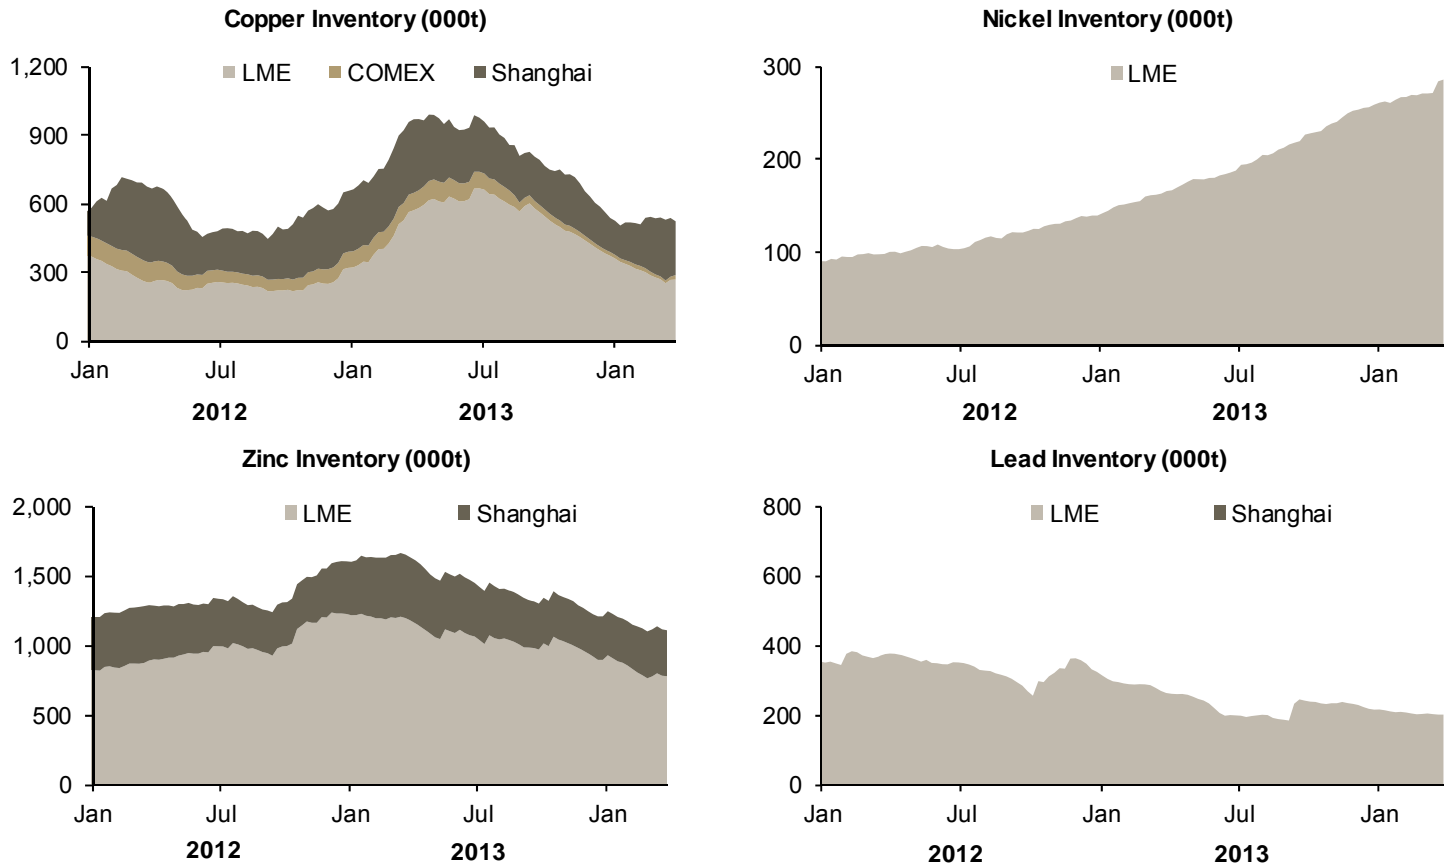 Copper Inventory (000t)
LME COMEX Shanghai
1,200
900
600
300
0
Jan Jul Jan Jul Jan
2012 2013
Nickel Inventory (000t)
LME
300
200
100
0
Jan Jul Jan Jul Jan
2012 2013
Zinc Inventory (000t)
LME Shanghai
2,000
1,500
1,000
500
0
Jan Jul Jan Jul Jan
2012 2013
Lead Inventory (000t)
LME Shanghai
800
600
400
200
0
Jan Jul Jan Jul Jan
2012 2013